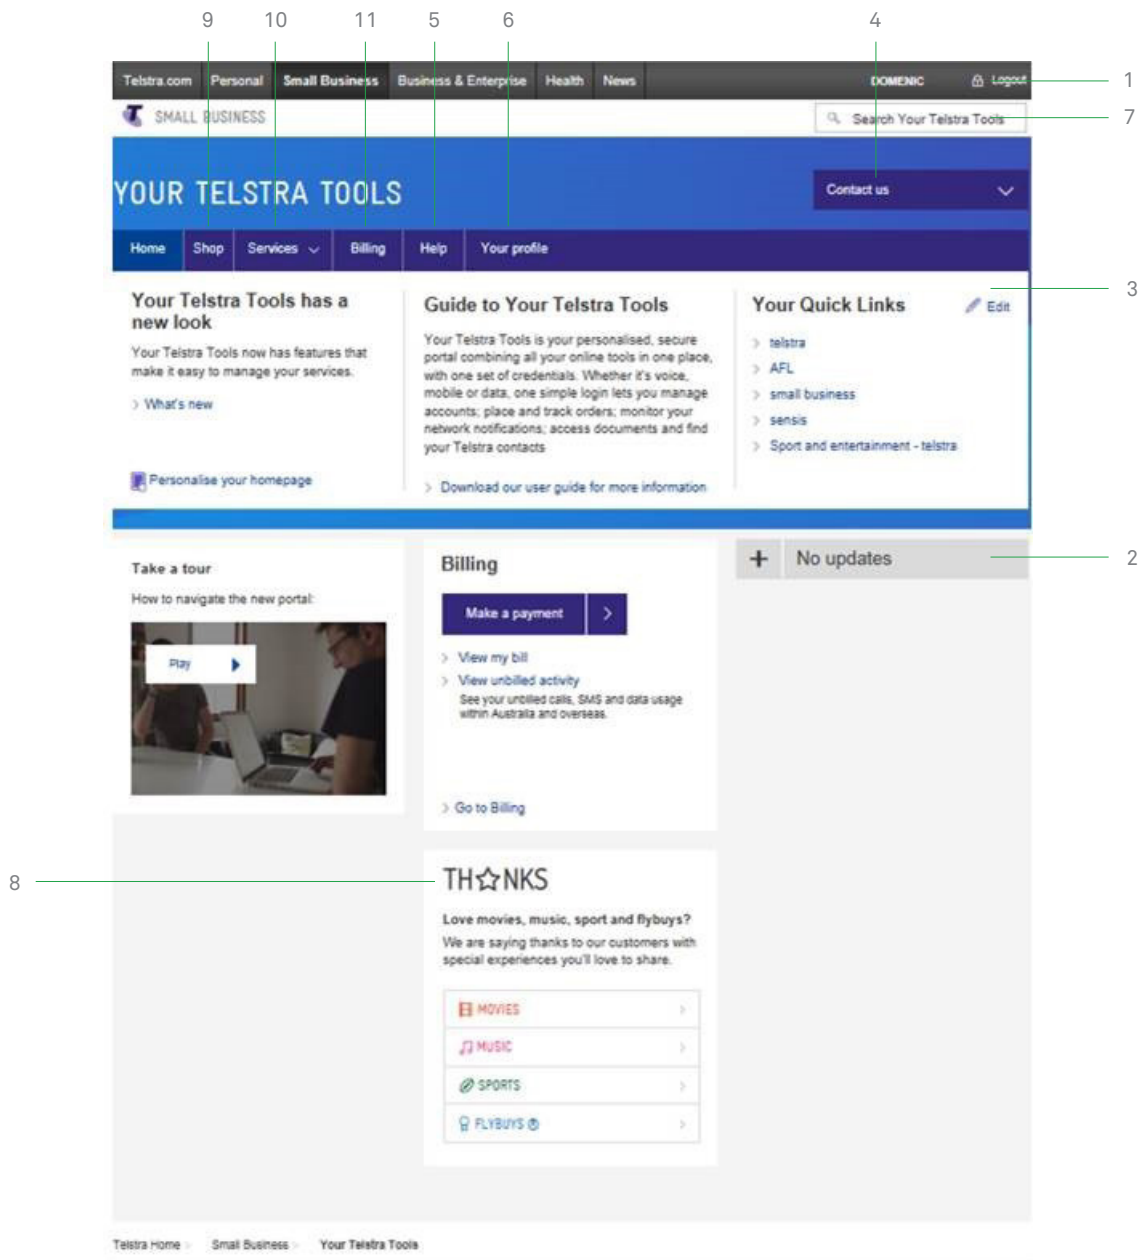 9 10 11 5 6 4
Telstra.com Personal Small Business Business & Enterprise Health News DOMENIC Logout 1
SMALL BUSINESS Search Your Telstra Tools 7
YOUR TELSTRA TOOLS
Contact us
Home Shop Services Billing Help Your profile
Your Telstra Tools has a
new look
Your Telstra Tools now has features that
make it easy to manage your services.
What's new
Personalise your homepage
Guide to Your Telstra Tools
Your Telstra Tools is your personalised, secure
portal combining all your online tools in one place,
with one set of credentials. Whether it's voice,
mobile or data, one simple login lets you manage
accounts; place and track orders; monitor your
network notifications; access documents and find
your Telstra contacts
Download our user guide for more information
Your Quick Links Edit 3
telstra
AFL
small business
sensis
Sport and entertainment - telstra
Take a tour
How to navigate the new portal:
Play
Billing
Make a payment
View my bill
View unbilled activity
See your unbilled calls, SMS and data usage
within Australia and overseas.
Go to Billing
+ No updates 2
8
TH☆NKS
Love movies, music, sport and flybuys?
We are saying thanks to our customers with
special experiences you'll love to share.
MOVIES
MUSIC
SPORTS
FLYBUYS
Telstra Home Small Business Your Telstra Tools